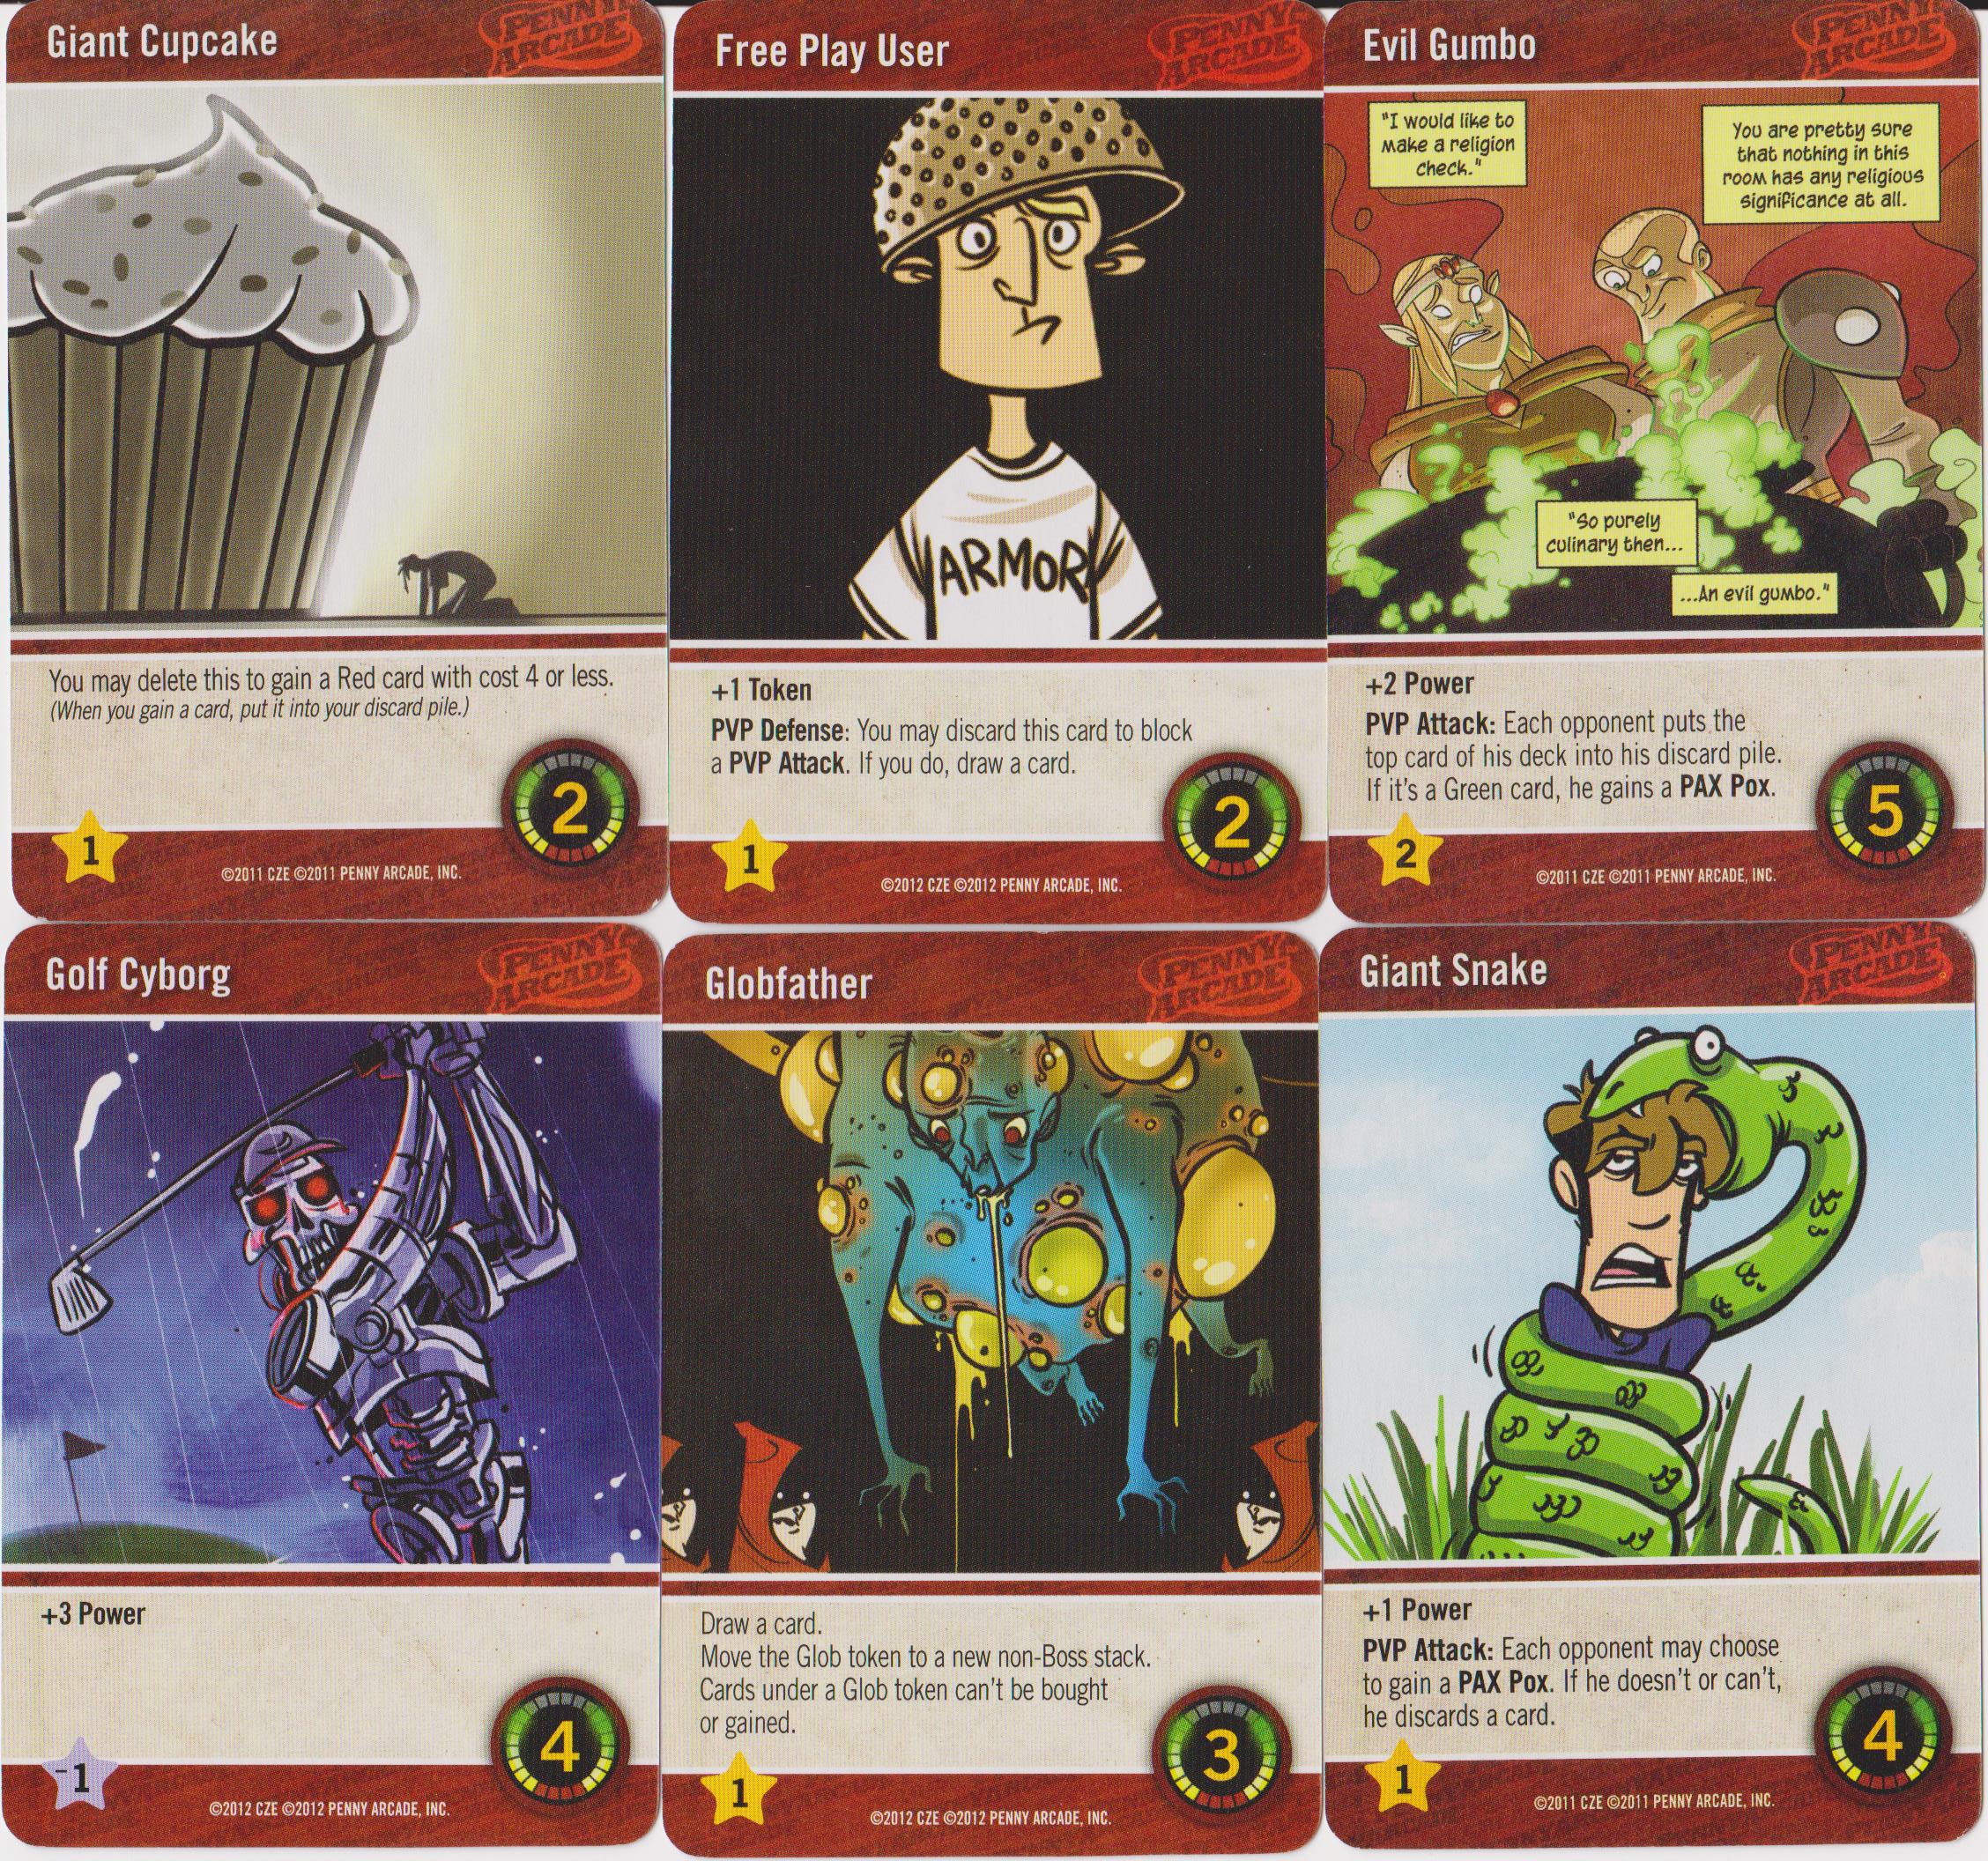 Giant Cupcake
PENNY
ARCADE
You may delete this to gain a Red card with cost 4 or less.
(When you gain a card, put it into your discard pile.)
2
1
©2011 CZE ©2011 PENNY ARCADE, INC.
Free Play User
PENNY
ARCADE
ARMOR
+1 Token
PVP Defense: You may discard this card to block
a PVP Attack. If you do, draw a card.
2
1
©2012 CZE ©2012 PENNY ARCADE, INC.
Evil Gumbo
PENNY
ARCADE
"I would like to
make a religion
check."
You are pretty sure
that nothing in this
room has any religious
significance at all.
"So purely
culinary then...
...An evil gumbo."
+2 Power
PVP Attack: Each opponent puts the
top card of his deck into his discard pile.
If it's a Green card, he gains a PAX Pox.
5
2
©2011 CZE ©2011 PENNY ARCADE, INC.
Golf Cyborg
PENNY
ARCADE
+3 Power
4
-1
©2012 CZE ©2012 PENNY ARCADE, INC.
Globfather
PENNY
ARCADE
Draw a card.
Move the Glob token to a new non-Boss stack.
Cards under a Glob token can't be bought
or gained.
3
1
©2012 CZE ©2012 PENNY ARCADE, INC.
Giant Snake
PENNY
ARCADE
+1 Power
PVP Attack: Each opponent may choose
to gain a PAX Pox. If he doesn't or can't,
he discards a card.
4
1
©2011 CZE ©2011 PENNY ARCADE, INC.